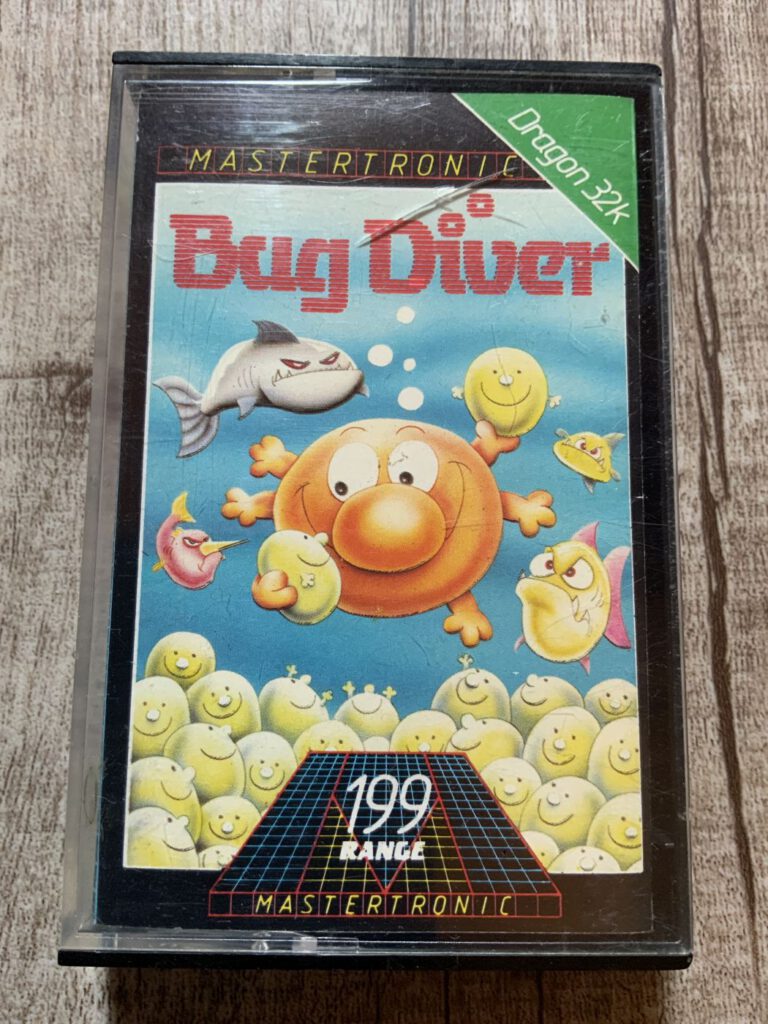 Dragon 32k
MASTERTRONIC
Bug Diver
199
RANGE
MASTERTRONIC